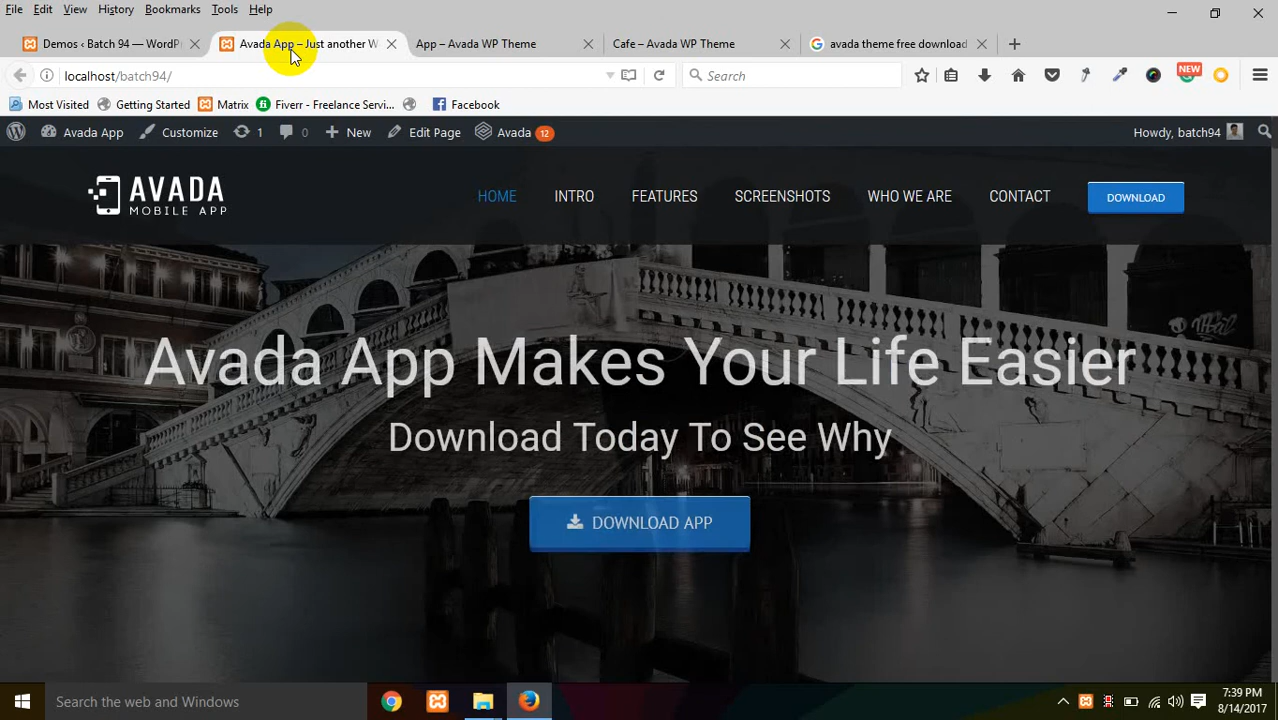 File Edit View History Bookmarks Tools Help
Demos ‹ Batch 94 — WordP Avada App – Just another W App – Avada WP Theme Cafe – Avada WP Theme avada theme free download
localhost/batch94/ Search NEW
Most Visited Getting Started Matrix Fiverr - Freelance Servi... Facebook
Avada App Customize 1 0 New Edit Page Avada 12 Howdy, batch94
AVADA
MOBILE APP
HOME INTRO FEATURES SCREENSHOTS WHO WE ARE CONTACT DOWNLOAD
Avada App Makes Your Life Easier
Download Today To See Why
DOWNLOAD APP
Search the web and Windows
7:39 PM
8/14/2017